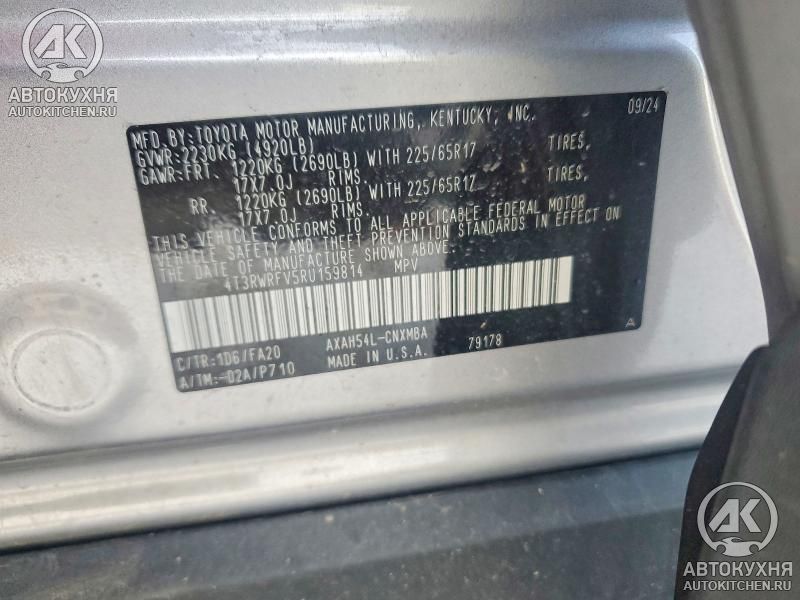 AK
АВТОКУХНЯ
AUTOKITCHEN.RU
MFD.BY:TOYOTA MOTOR MANUFACTURING, KENTUCKY, INC. 09/24
GVWR:2230KG (4920LB)
GAWR:FRT. 1220KG (2690LB) WITH 225/65R17 TIRES,
17X7.0J RIMS.
RR. 1220KG (2690LB) WITH 225/65R17 TIRES,
17X7.0J RIMS.
THIS VEHICLE CONFORMS TO ALL APPLICABLE FEDERAL MOTOR
VEHICLE SAFETY AND THEFT PREVENTION STANDARDS IN EFFECT ON
THE DATE OF MANUFACTURE SHOWN ABOVE.
4T3RWRFV5RU159814 MPV
C/TR:1D6/FA20 AXAH54L-CNXMBA 79178 A
A/TM:-02A/P710 MADE IN U.S.A.
AK
АВТОКУХНЯ
AUTOKITCHEN.RU